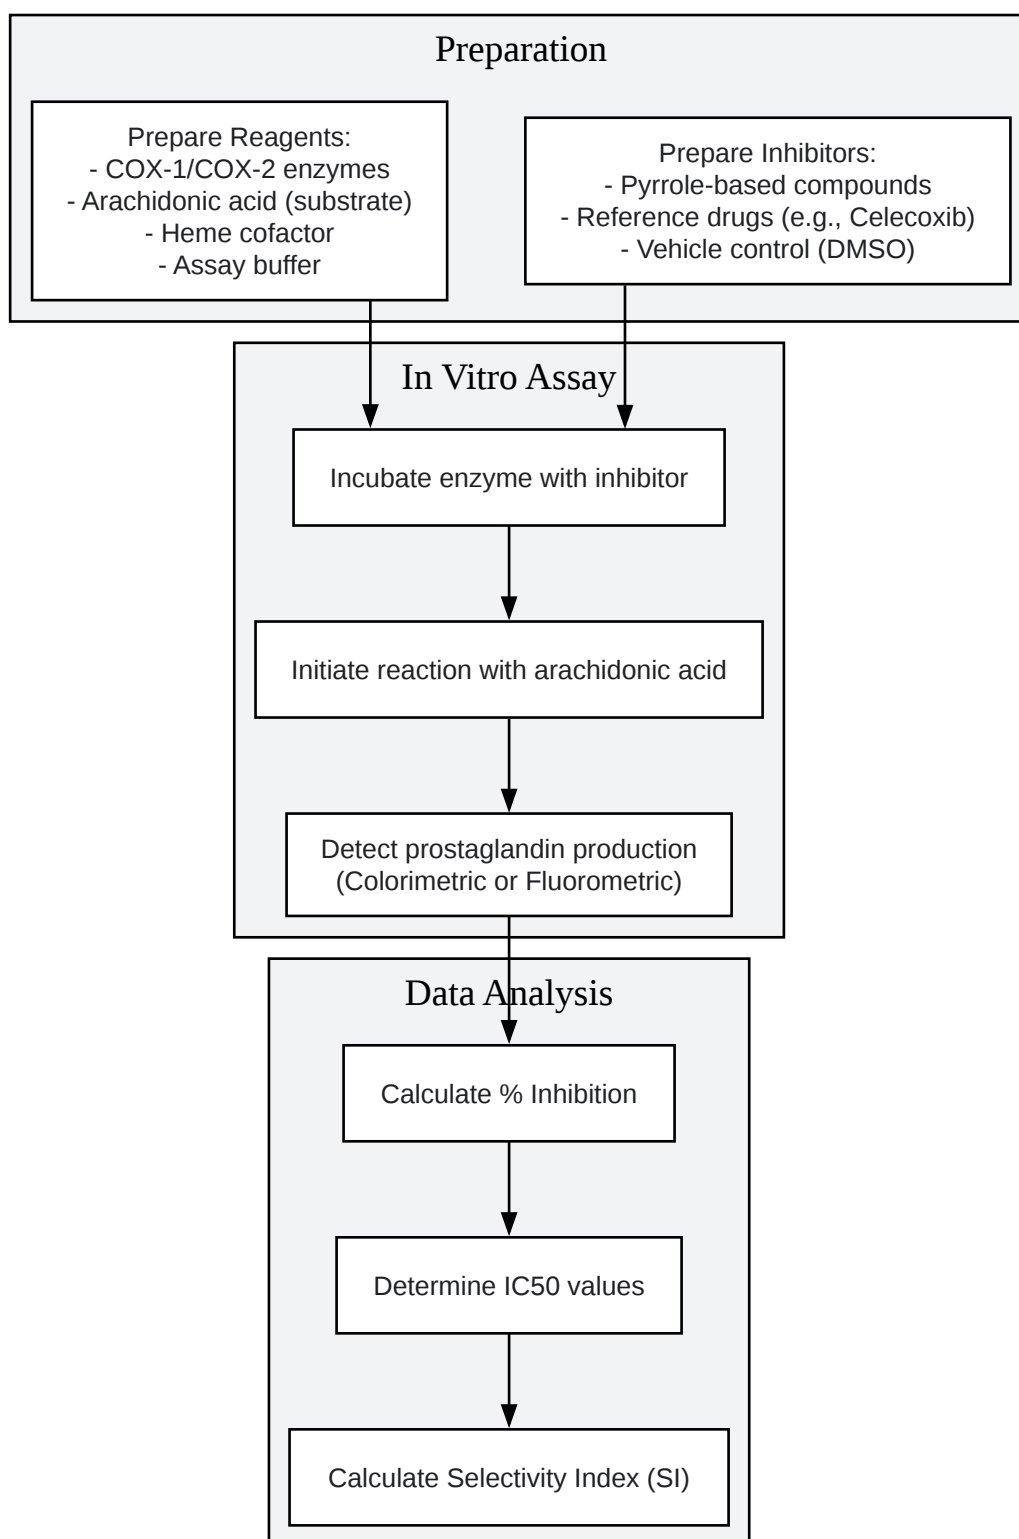 Preparation
Prepare Reagents:
- COX-1/COX-2 enzymes
- Arachidonic acid (substrate)
- Heme cofactor
- Assay buffer
Prepare Inhibitors:
- Pyrrole-based compounds
- Reference drugs (e.g., Celecoxib)
- Vehicle control (DMSO)
In Vitro Assay
Incubate enzyme with inhibitor
Initiate reaction with arachidonic acid
Detect prostaglandin production
(Colorimetric or Fluorometric)
Data Analysis
Calculate % Inhibition
Determine IC50 values
Calculate Selectivity Index (SI)